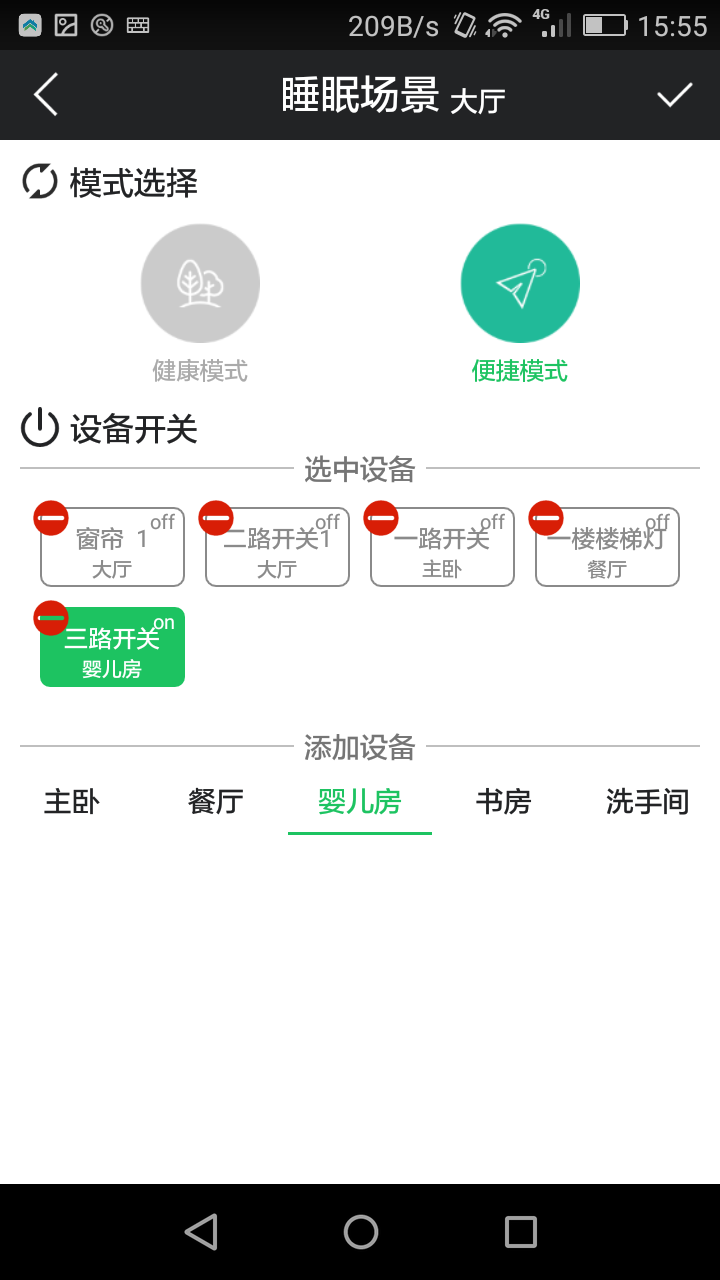 209B/s 4G 15:55
睡眠场景 大厅
模式选择
健康模式 便捷模式
设备开关
选中设备
off off off off
窗帘 1 二路开关1 一路开关 一楼楼梯灯
大厅 大厅 主卧 餐厅
on
三路开关
婴儿房
添加设备
主卧 餐厅 婴儿房 书房 洗手间